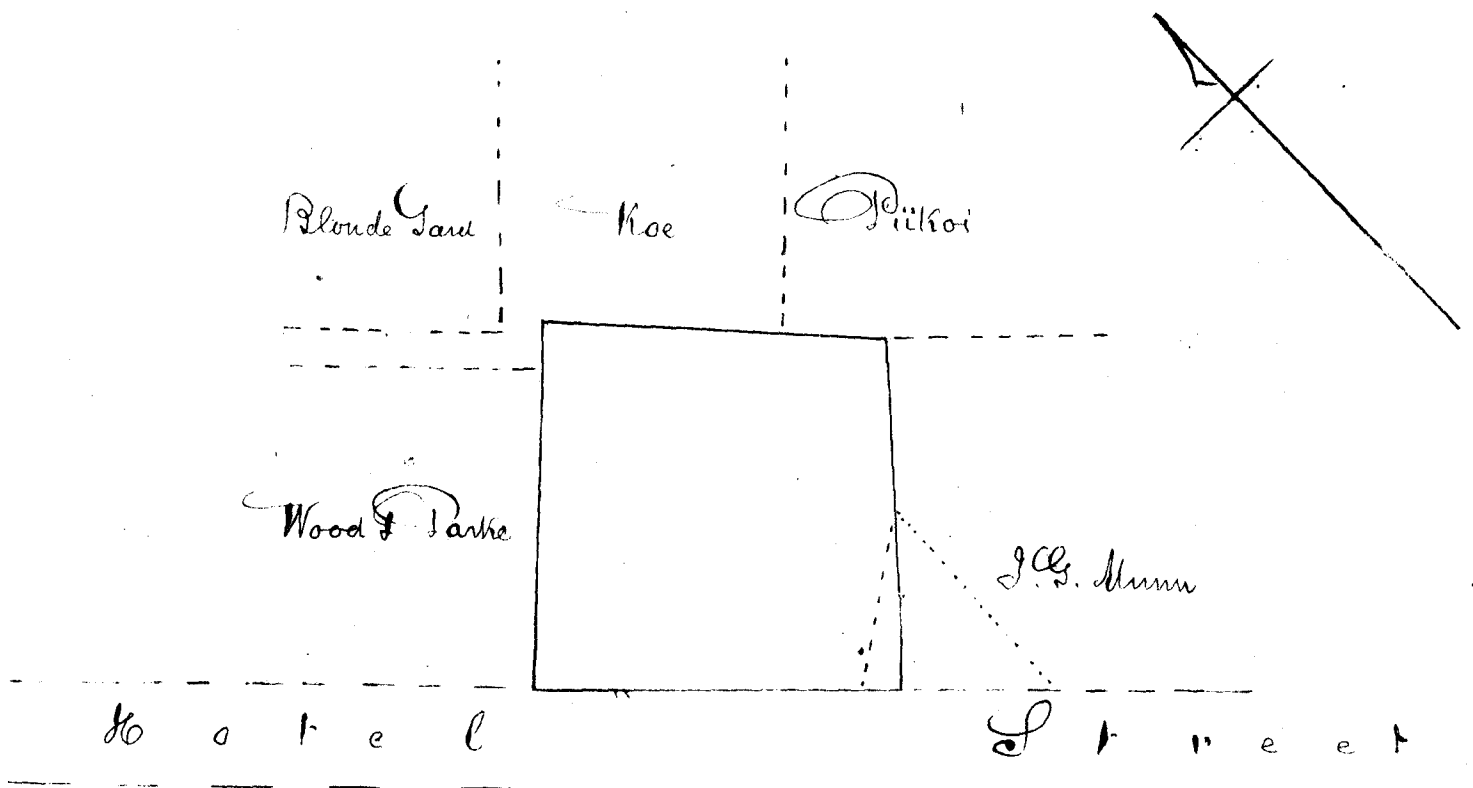 Blonde Gard
Koe
Piikoi
Wood & Parke
J. G. Munn
Hotel Street